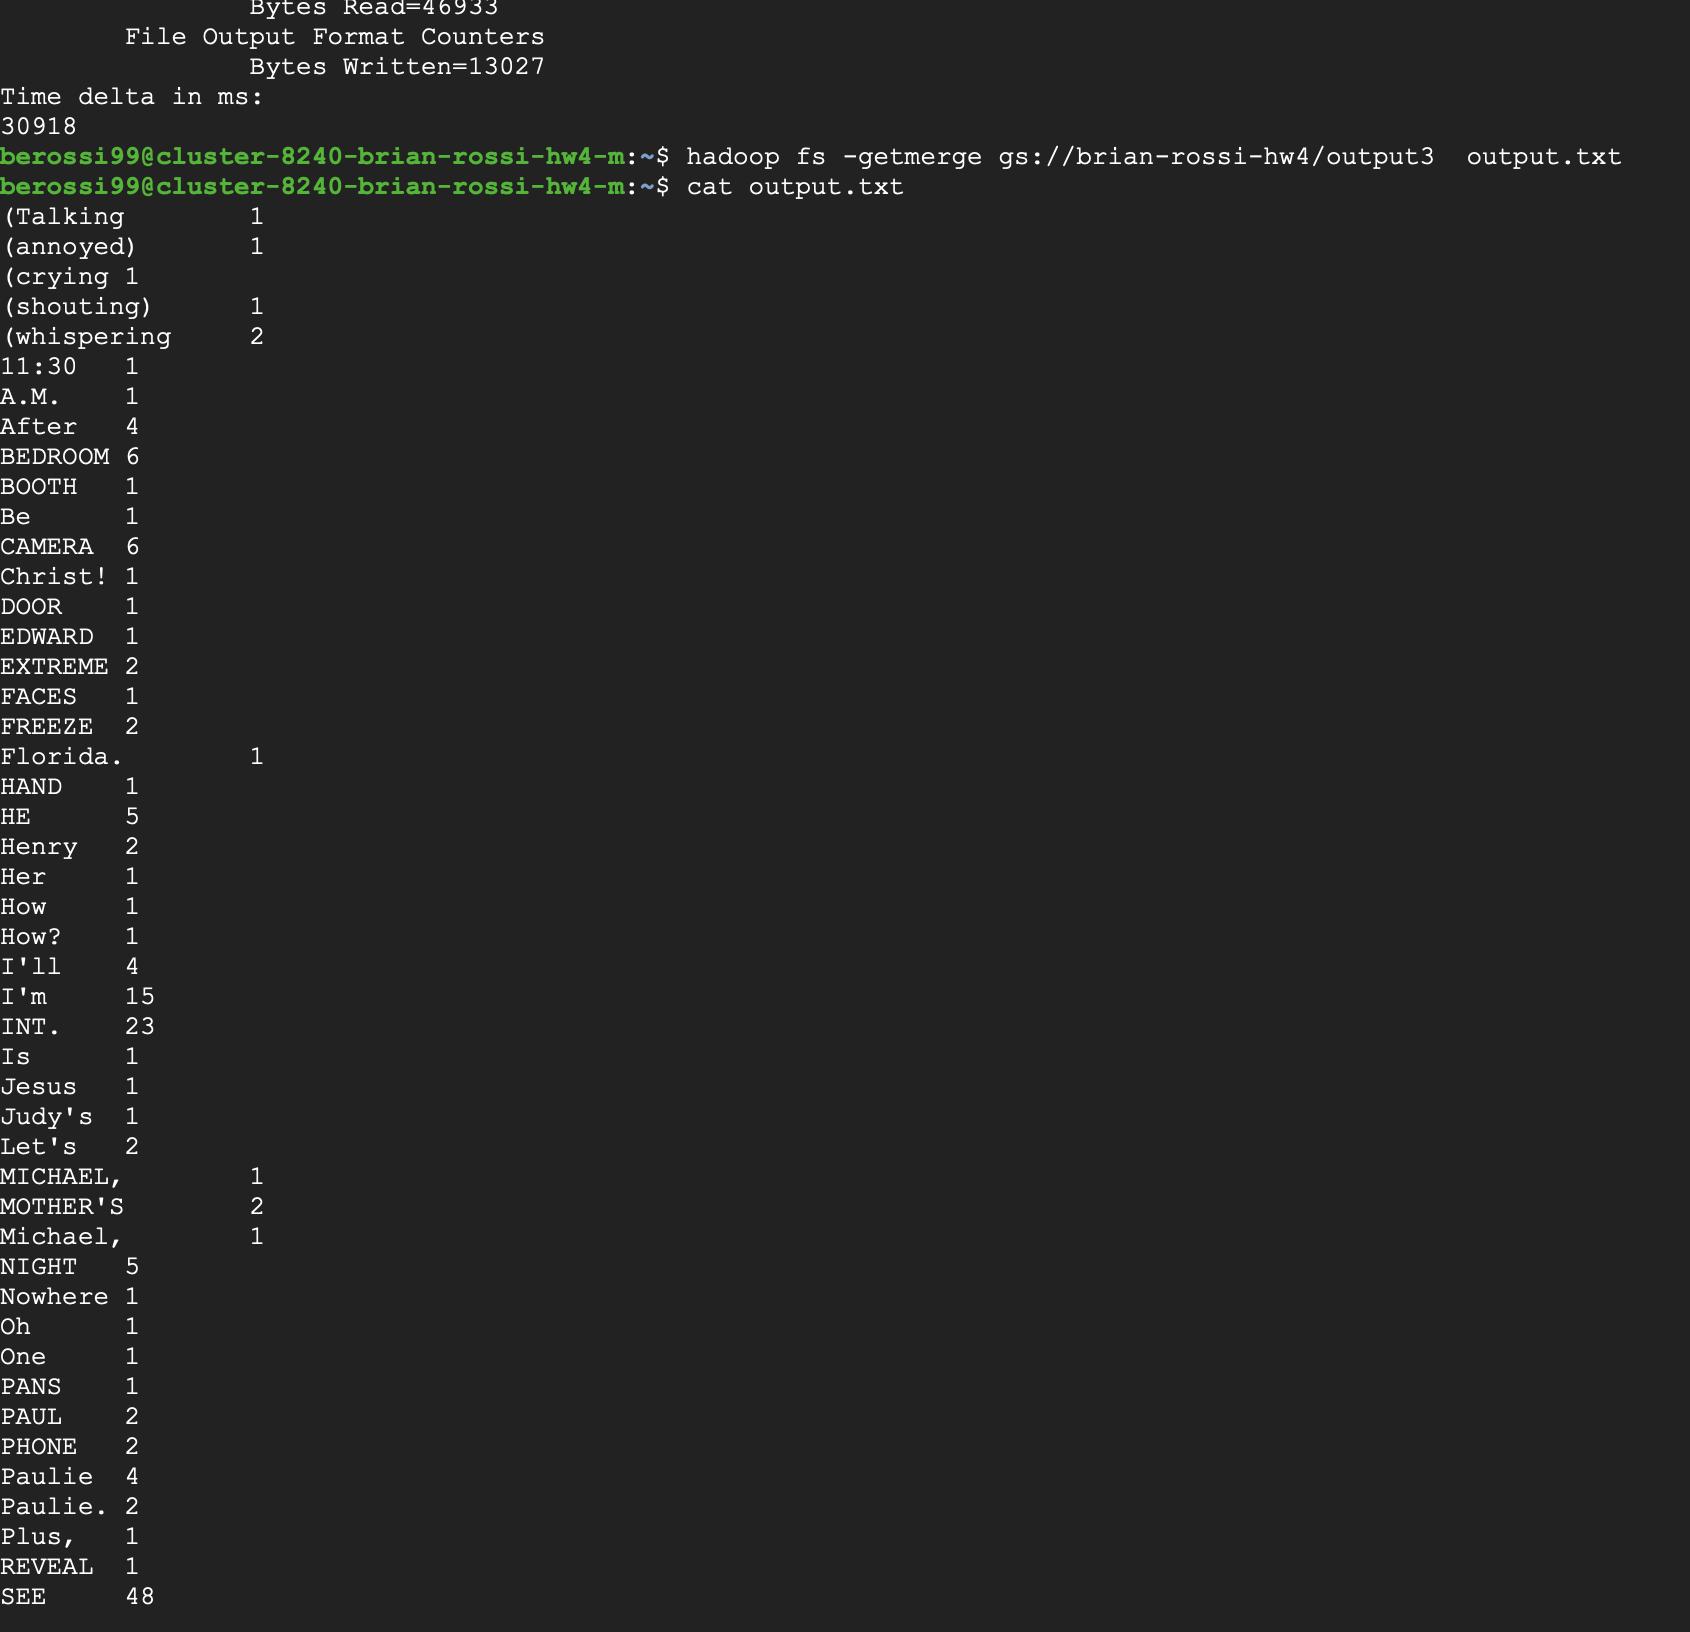 Bytes Read=46933
File Output Format Counters
Bytes Written=13027
Time delta in ms:
30918
berossi99@cluster-8240-brian-rossi-hw4-m:~$ hadoop fs -getmerge gs://brian-rossi-hw4/output3  output.txt
berossi99@cluster-8240-brian-rossi-hw4-m:~$ cat output.txt
(Talking 1
(annoyed) 1
(crying 1
(shouting) 1
(whispering 2
11:30 1
A.M. 1
After 4
BEDROOM 6
BOOTH 1
Be 1
CAMERA 6
Christ! 1
DOOR 1
EDWARD 1
EXTREME 2
FACES 1
FREEZE 2
Florida. 1
HAND 1
HE 5
Henry 2
Her 1
How 1
How? 1
I'll 4
I'm 15
INT. 23
Is 1
Jesus 1
Judy's 1
Let's 2
MICHAEL, 1
MOTHER'S 2
Michael, 1
NIGHT 5
Nowhere 1
Oh 1
One 1
PANS 1
PAUL 2
PHONE 2
Paulie 4
Paulie. 2
Plus, 1
REVEAL 1
SEE 48